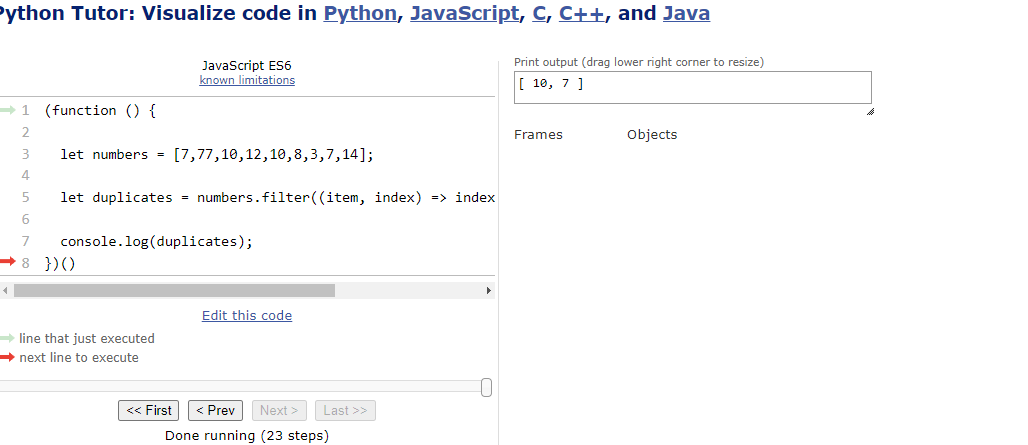 Python Tutor: Visualize code in Python, JavaScript, C, C++, and Java
JavaScript ES6
known limitations
1 (function () {
2
3 let numbers = [7,77,10,12,10,8,3,7,14];
4
5 let duplicates = numbers.filter((item, index) => index
6
7 console.log(duplicates);
8 })()
Edit this code
line that just executed
next line to execute
<< First < Prev Next > Last >>
Done running (23 steps)
Print output (drag lower right corner to resize)
[ 10, 7 ]
Frames Objects